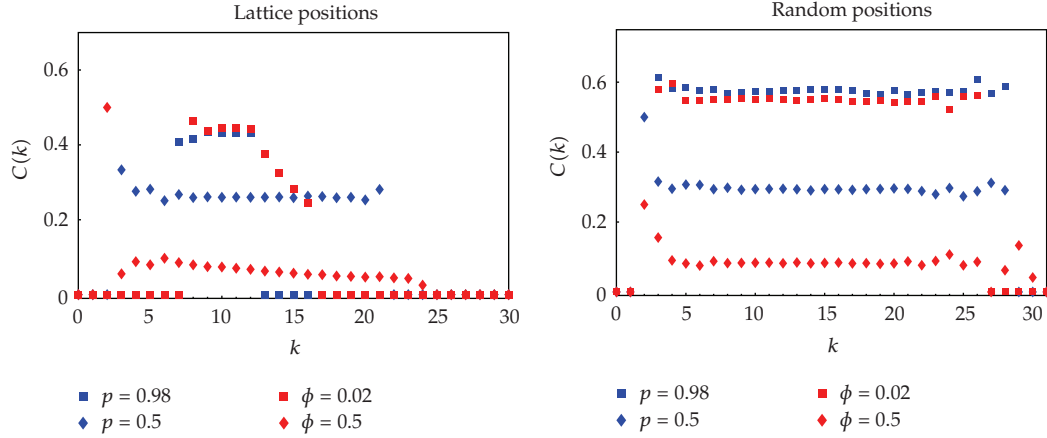 Lattice positions
C(k)
0.6
0.4
0.2
0
0 5 10 15 20 25 30
k
p = 0.98 ϕ = 0.02
p = 0.5 ϕ = 0.5
Random positions
C(k)
0.6
0.4
0.2
0
0 5 10 15 20 25 30
k
p = 0.98 ϕ = 0.02
p = 0.5 ϕ = 0.5